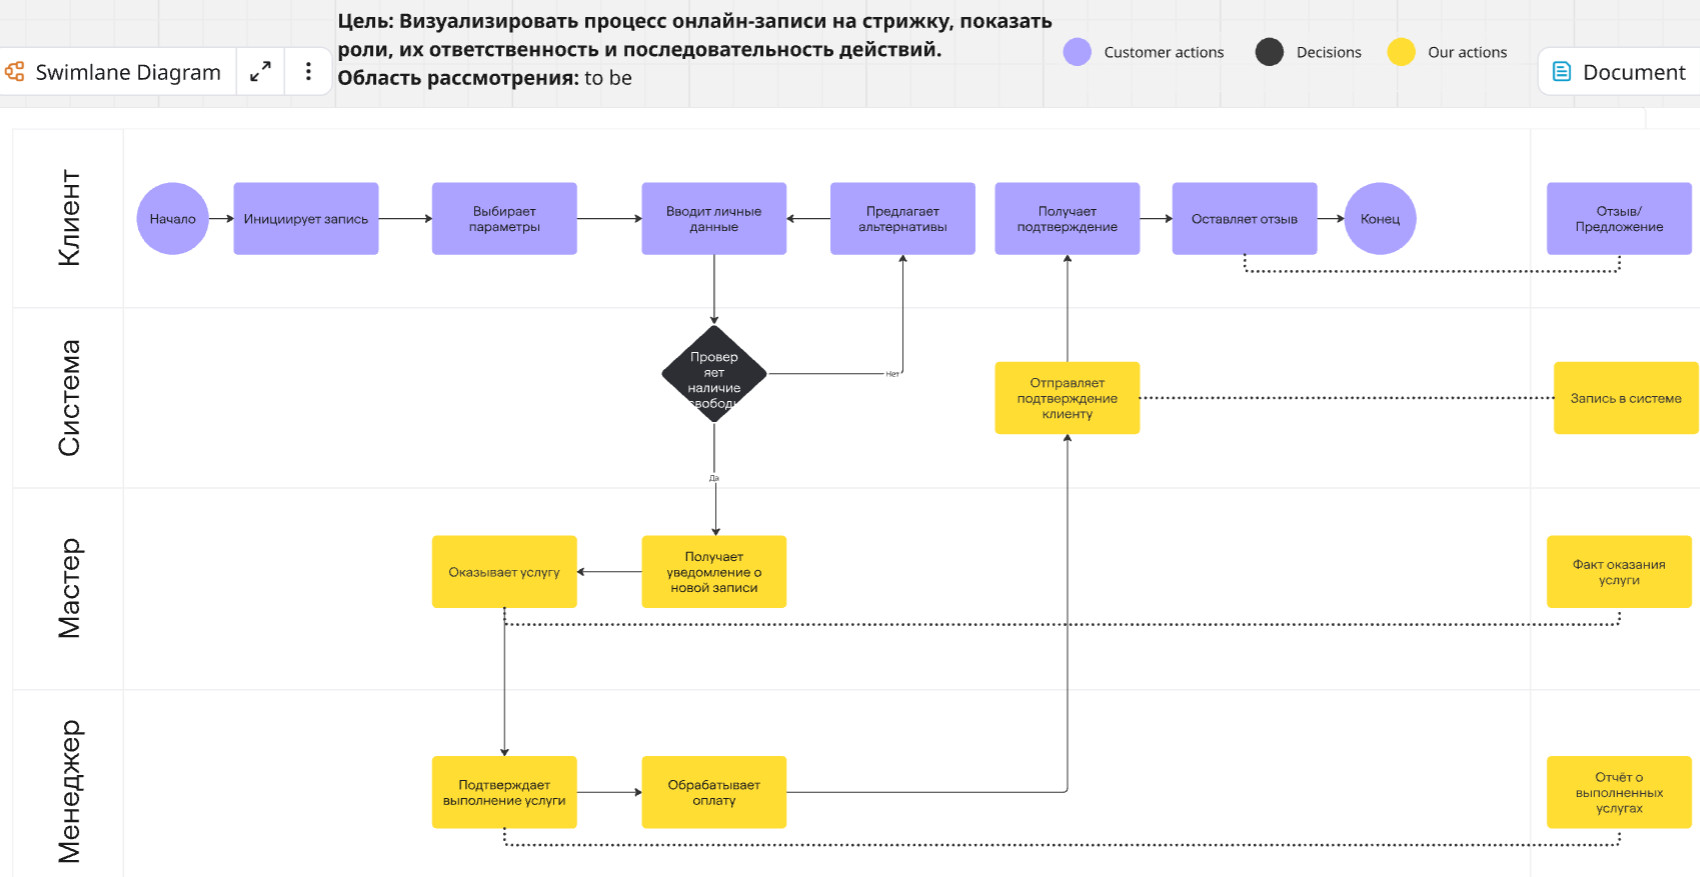 Цель: Визуализировать процесс онлайн-записи на стрижку, показать
роли, их ответственность и последовательность действий.
Область рассмотрения: to be
Swimlane Diagram
Customer actions
Decisions
Our actions
Document
Клиент
Начало
Инициирует запись
Выбирает
параметры
Вводит личные
данные
Предлагает
альтернативы
Получает
подтверждение
Оставляет отзыв
Конец
Отзыв/
Предложение
Система
Провер
яет
наличие
Нет
Да
Отправляет
подтверждение
клиенту
Запись в системе
Мастер
Оказывает услугу
Получает
уведомление о
новой записи
Факт оказания
услуги
Менеджер
Подтверждает
выполнение услуги
Обрабатывает
оплату
Отчёт о
выполненных
услугах